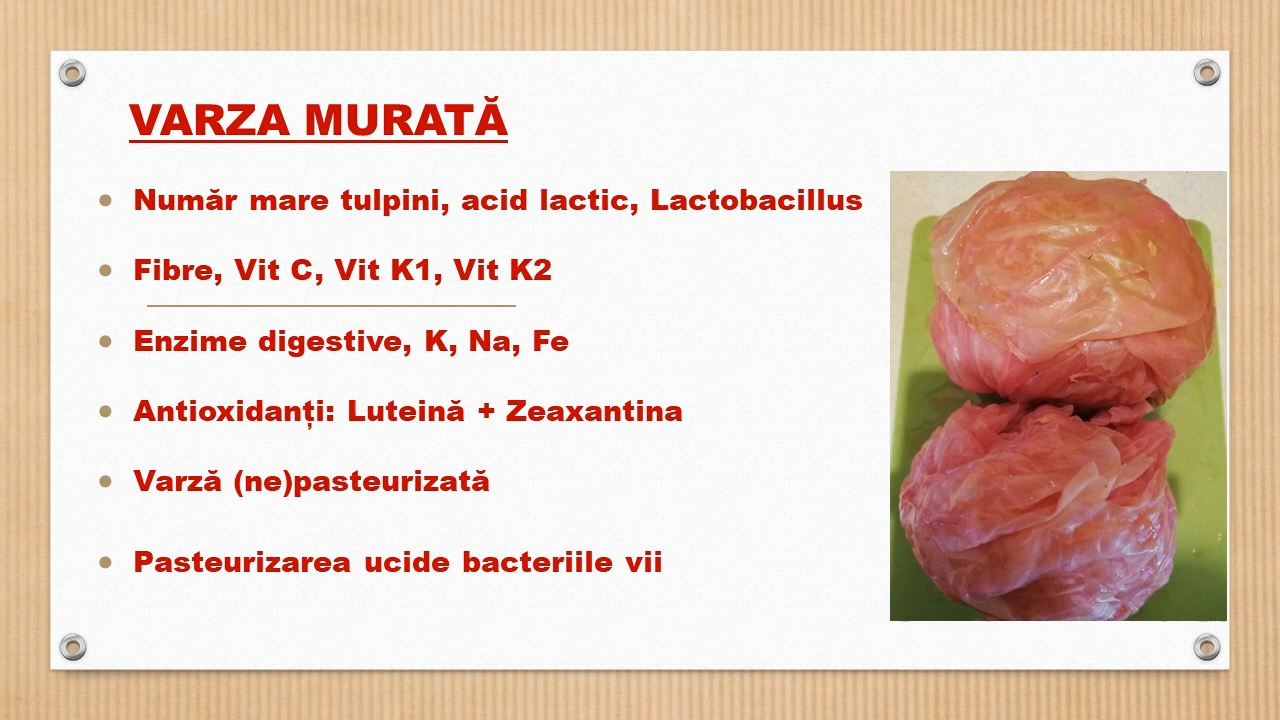 VARZA MURATĂ
Număr mare tulpini, acid lactic, Lactobacillus
Fibre, Vit C, Vit K1, Vit K2
Enzime digestive, K, Na, Fe
Antioxidanți: Luteină + Zeaxantina
Varză (ne)pasteurizată
Pasteurizarea ucide bacteriile vii